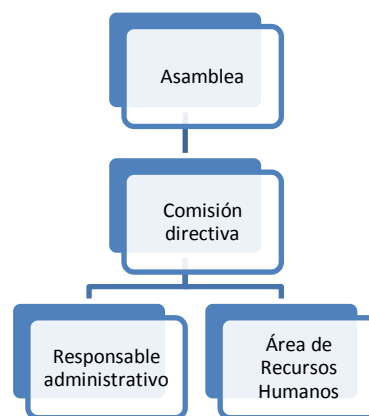 Asamblea
Comisión
directiva
Responsable
administrativo
Área de
Recursos
Humanos